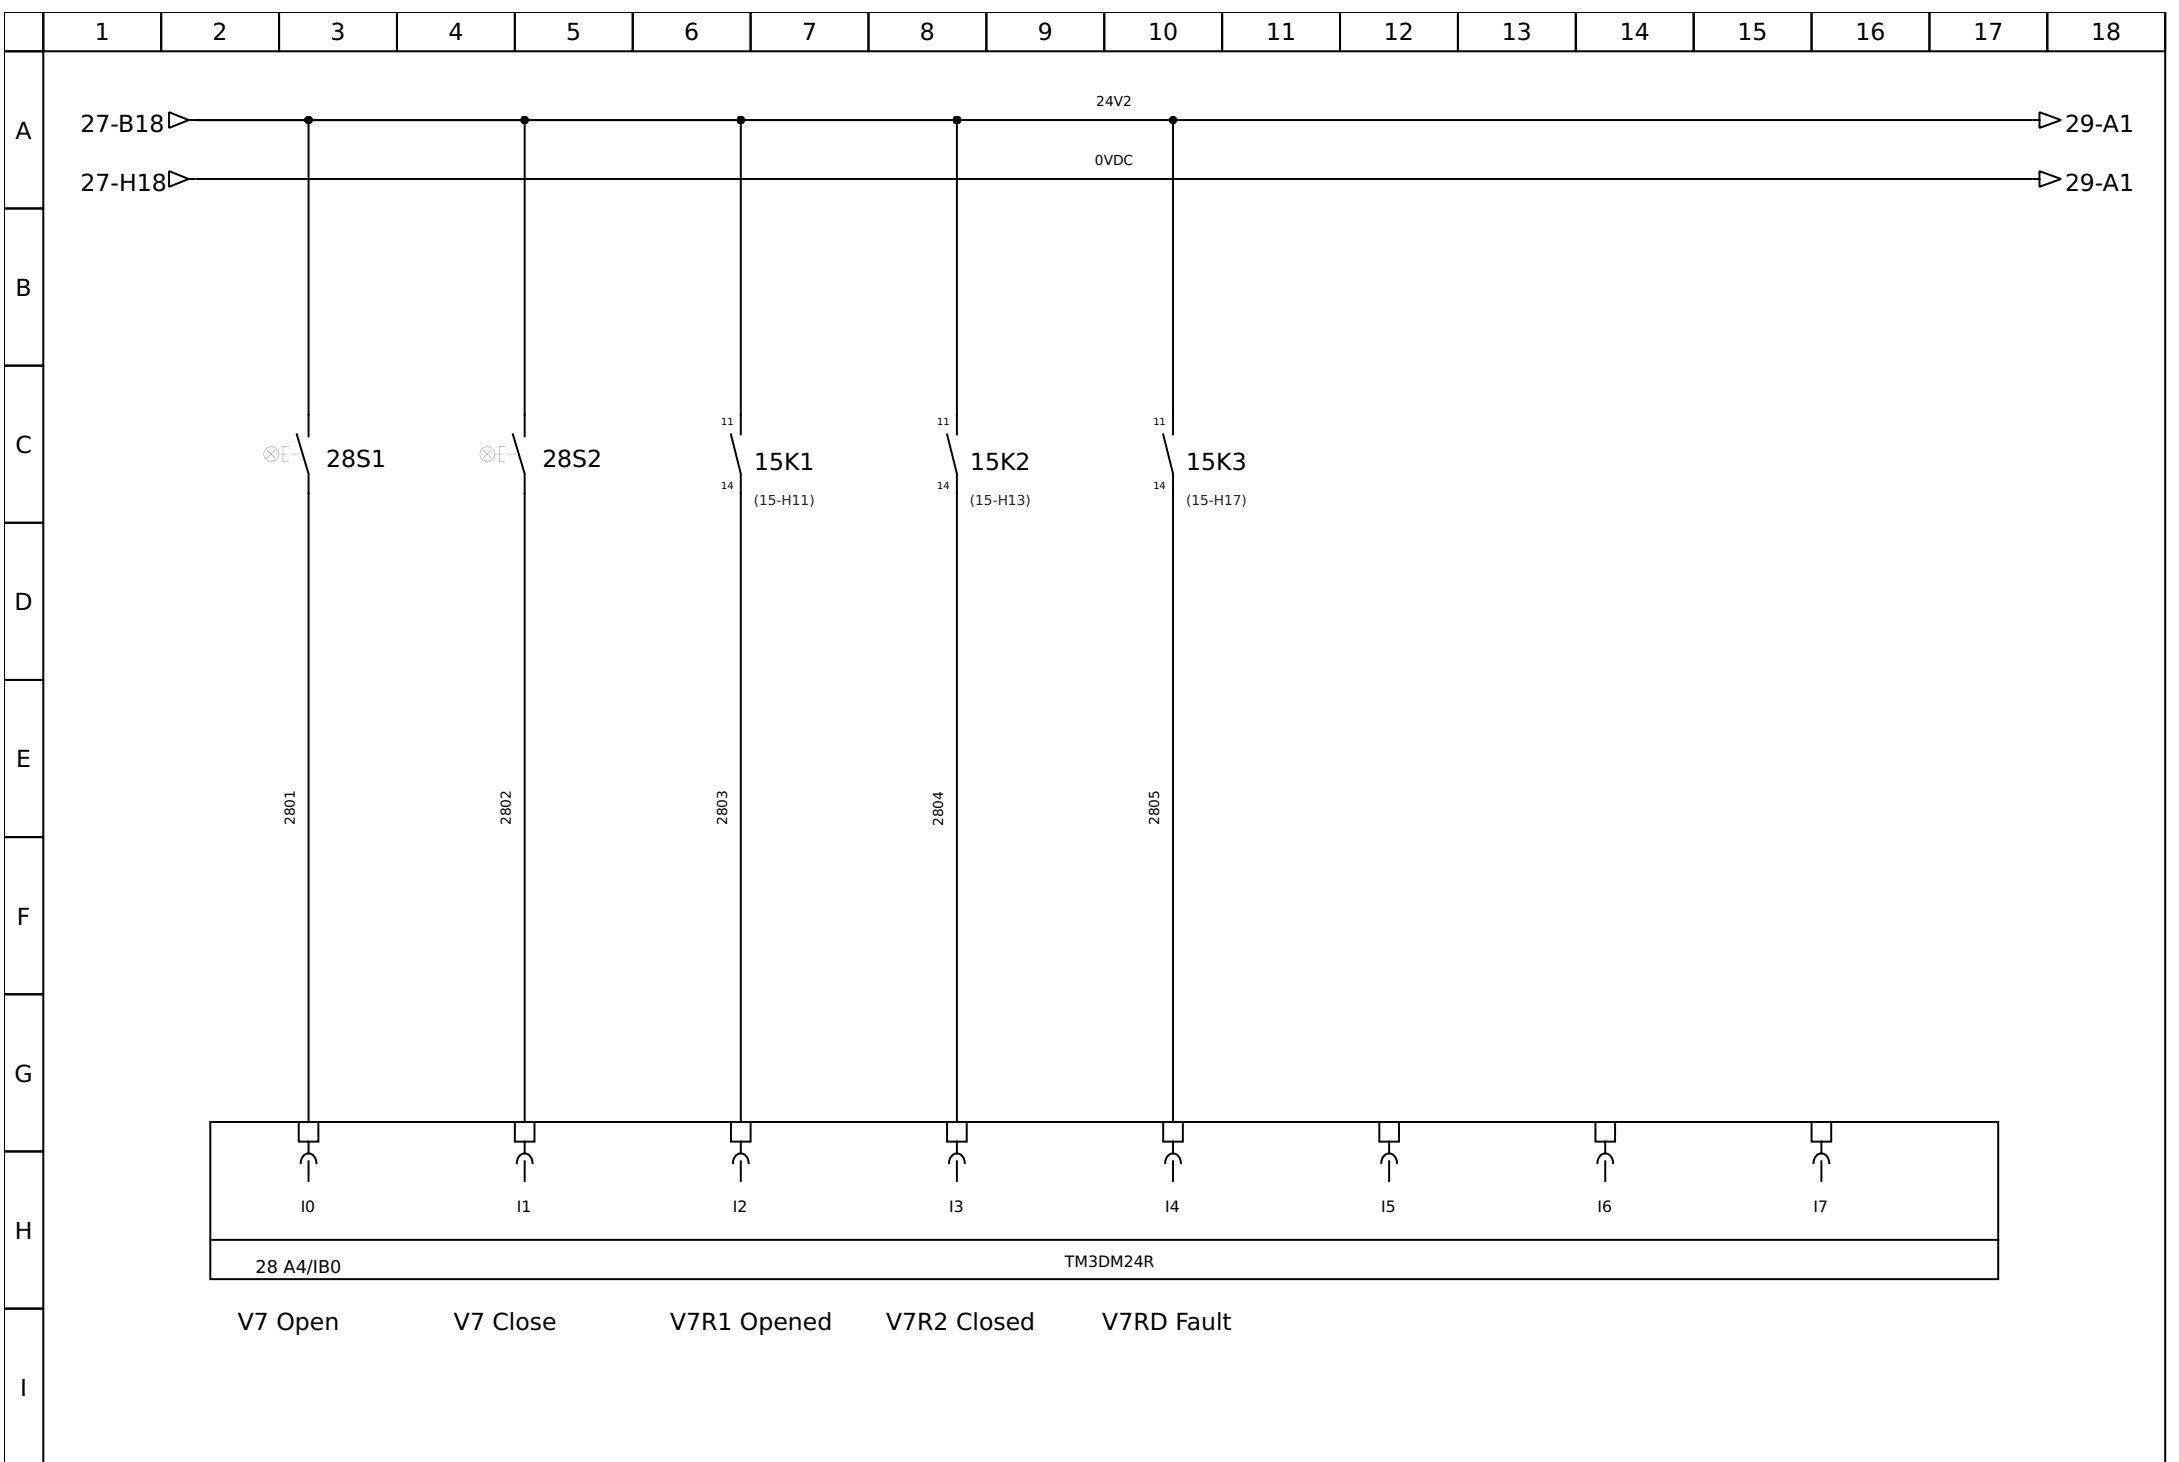 1 2 3 4 5 6 7 8 9 10 11 12 13 14 15 16 17 18
A
24V2
27-B18 29-A1
0VDC
27-H18 29-A1
B
C
11 11 11
28S1 28S2 15K1 15K2 15K3
14 14 14
(15-H11) (15-H13) (15-H17)
D
E
2801 2802 2803 2804 2805
F
G
I0 I1 I2 I3 I4 I5 I6 I7
H
28 A4/IB0 TM3DM24R
V7 Open V7 Close V7R1 Opened V7R2 Closed V7RD Fault
I